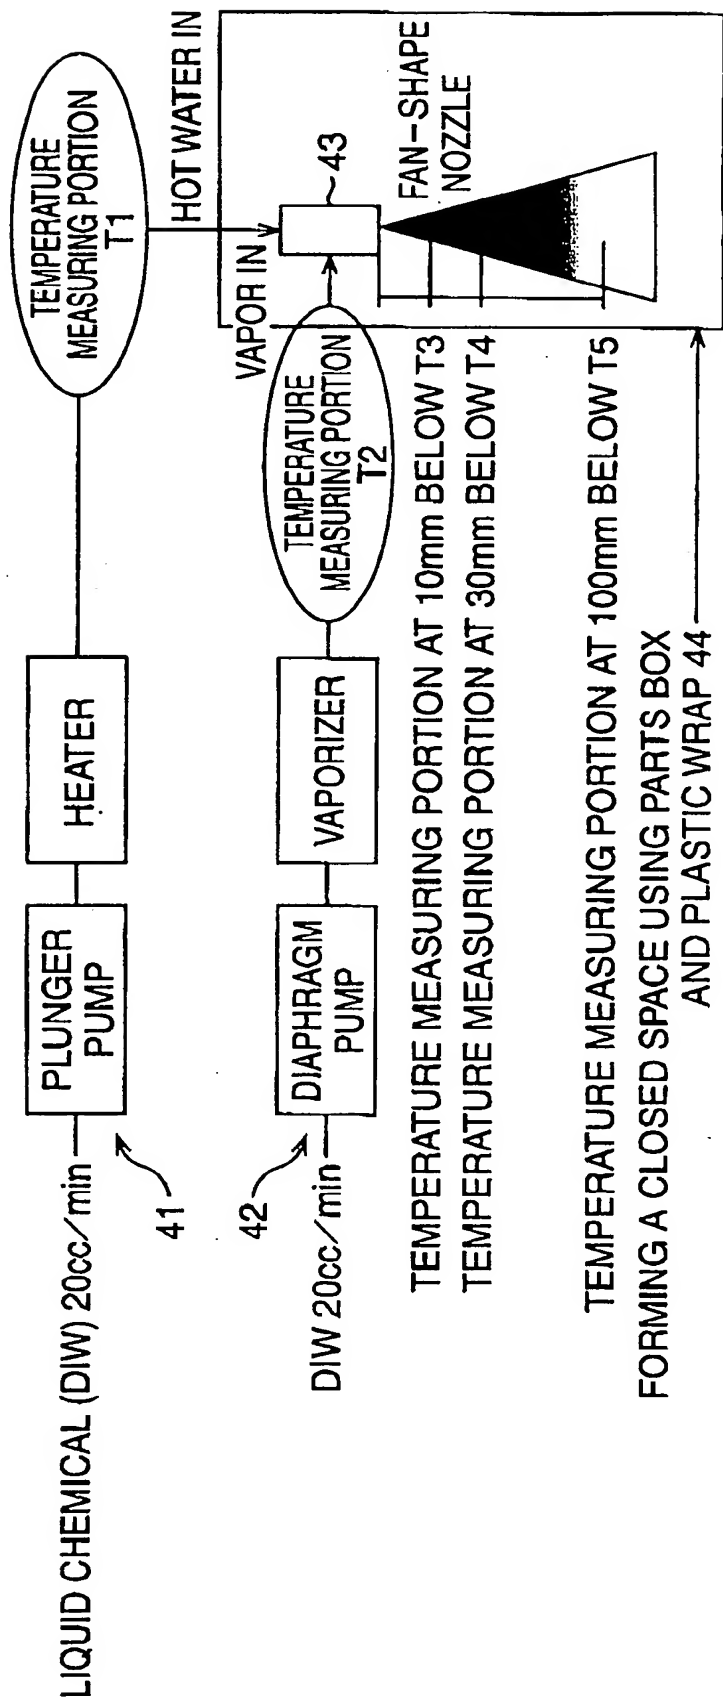 LIQUID CHEMICAL (DIW) 20cc/min
PLUNGER
PUMP
HEATER
TEMPERATURE
MEASURING PORTION
T1
HOT WATER IN
41
42
DIW 20cc/min
DIAPHRAGM
PUMP
VAPORIZER
TEMPERATURE
MEASURING PORTION
T2
VAPOR IN
43
FAN-SHAPE
NOZZLE
TEMPERATURE MEASURING PORTION AT 10mm BELOW T3
TEMPERATURE MEASURING PORTION AT 30mm BELOW T4
TEMPERATURE MEASURING PORTION AT 100mm BELOW T5
FORMING A CLOSED SPACE USING PARTS BOX
AND PLASTIC WRAP 44